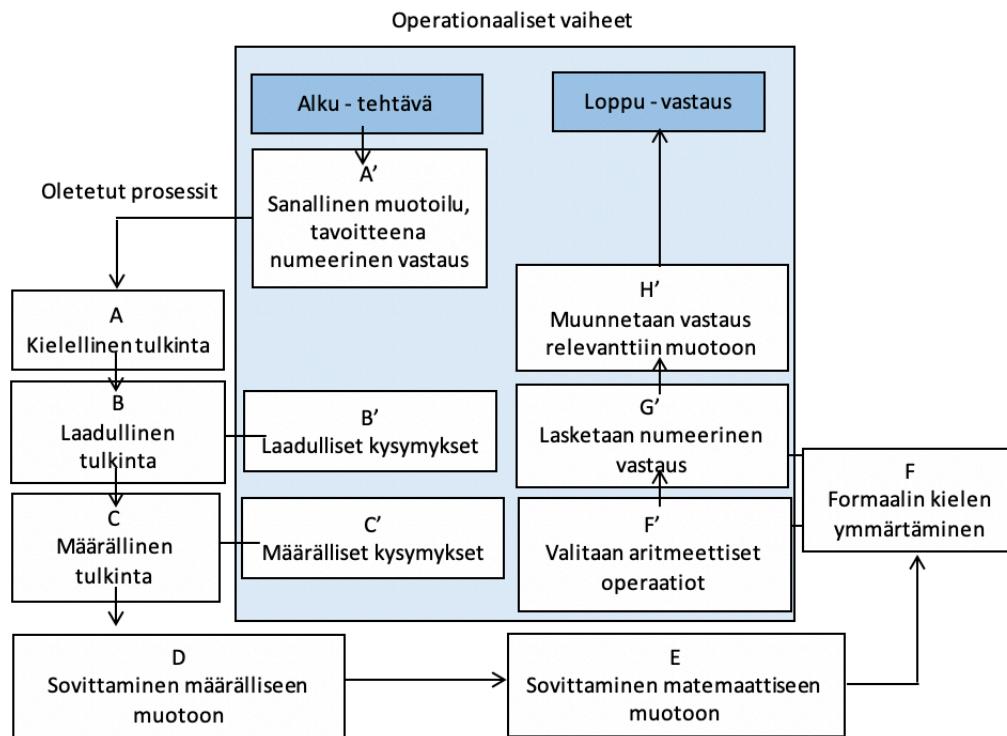 Operationaaliset vaiheet
Alku - tehtävä
Loppu - vastaus
A’
Sanallinen muotoilu,
tavoitteena
numeerinen vastaus
Oletetut prosessit
A
Kielellinen tulkinta
B
Laadullinen
tulkinta
C
Määrällinen
tulkinta
B’
Laadulliset kysymykset
C’
Määrälliset kysymykset
D
Sovittaminen määrälliseen
muotoon
E
Sovittaminen matemaattiseen
muotoon
F
Formaalin kielen
ymmärtäminen
F’
Valitaan aritmeettiset
operaatiot
G’
Lasketaan numeerinen
vastaus
H’
Muunnetaan vastaus
relevanttiin muotoon